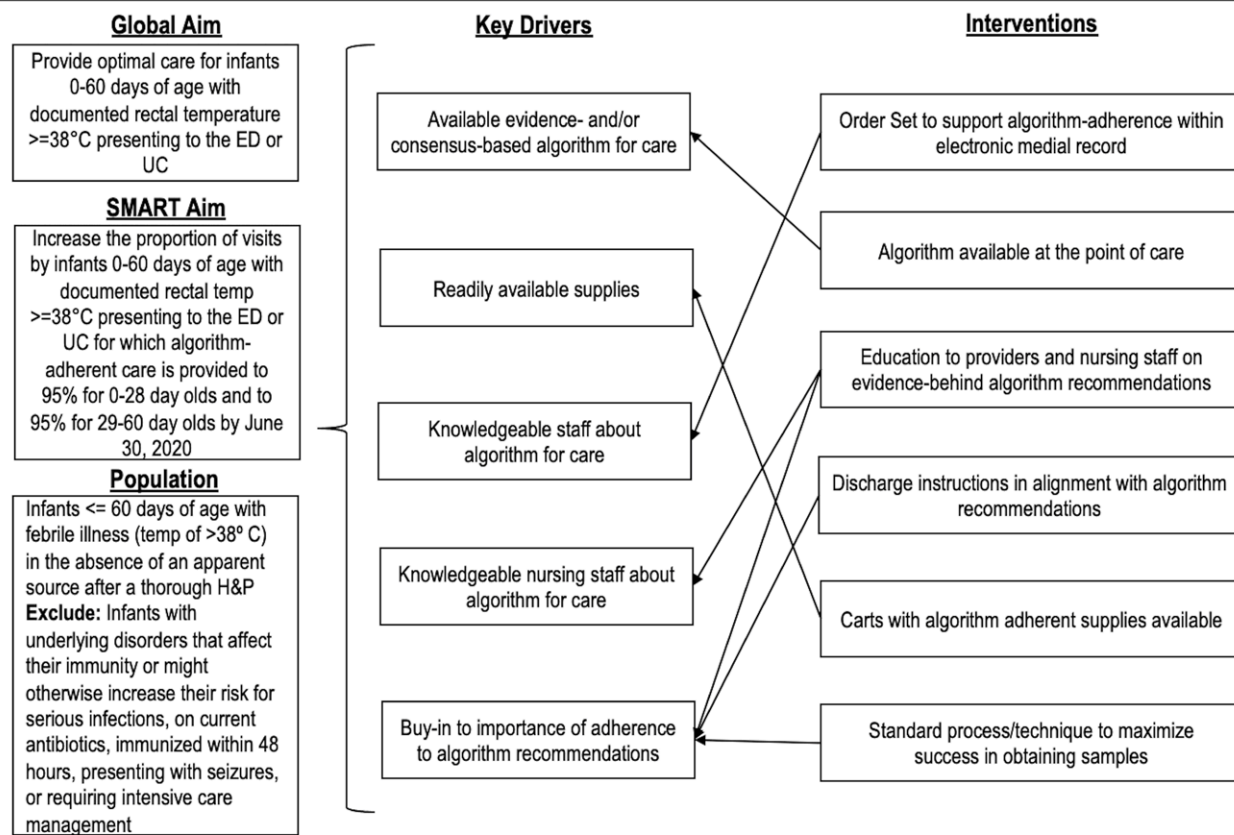 Global Aim
Provide optimal care for infants
0-60 days of age with
documented rectal temperature
>=38°C presenting to the ED or
UC
SMART Aim
Increase the proportion of visits
by infants 0-60 days of age with
documented rectal temp
>=38°C presenting to the ED or
UC for which algorithm-
adherent care is provided to
95% for 0-28 day olds and to
95% for 29-60 day olds by June
30, 2020
Population
Infants <= 60 days of age with
febrile illness (temp of >38º C)
in the absence of an apparent
source after a thorough H&P
Exclude: Infants with
underlying disorders that affect
their immunity or might
otherwise increase their risk for
serious infections, on current
antibiotics, immunized within 48
hours, presenting with seizures,
or requiring intensive care
management
Key Drivers
Available evidence- and/or
consensus-based algorithm for care
Readily available supplies
Knowledgeable staff about
algorithm for care
Knowledgeable nursing staff about
algorithm for care
Buy-in to importance of adherence
to algorithm recommendations
Interventions
Order Set to support algorithm-adherence within
electronic medial record
Algorithm available at the point of care
Education to providers and nursing staff on
evidence-behind algorithm recommendations
Discharge instructions in alignment with algorithm
recommendations
Carts with algorithm adherent supplies available
Standard process/technique to maximize
success in obtaining samples